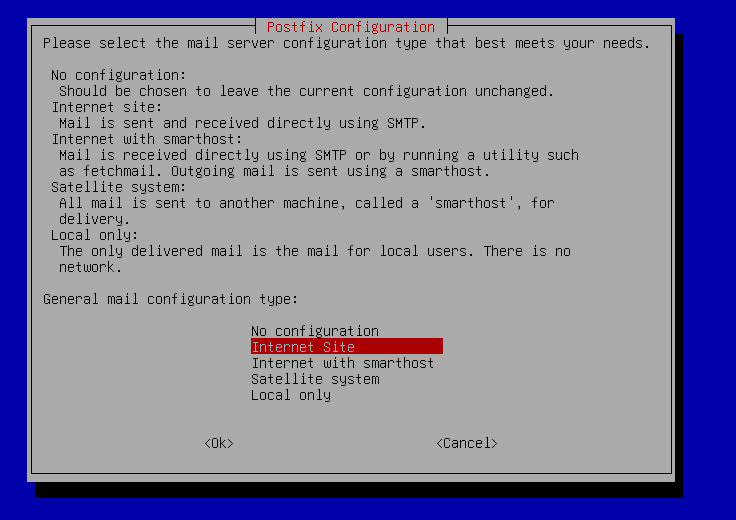 Postfix Configuration
Please select the mail server configuration type that best meets your needs.
No configuration:
Should be chosen to leave the current configuration unchanged.
Internet site:
Mail is sent and received directly using SMTP.
Internet with smarthost:
Mail is received directly using SMTP or by running a utility such
as fetchmail. Outgoing mail is sent using a smarthost.
Satellite system:
All mail is sent to another machine, called a 'smarthost', for
delivery.
Local only:
The only delivered mail is the mail for local users. There is no
network.
General mail configuration type:
No configuration
Internet Site
Internet with smarthost
Satellite system
Local only
<Ok> <Cancel>